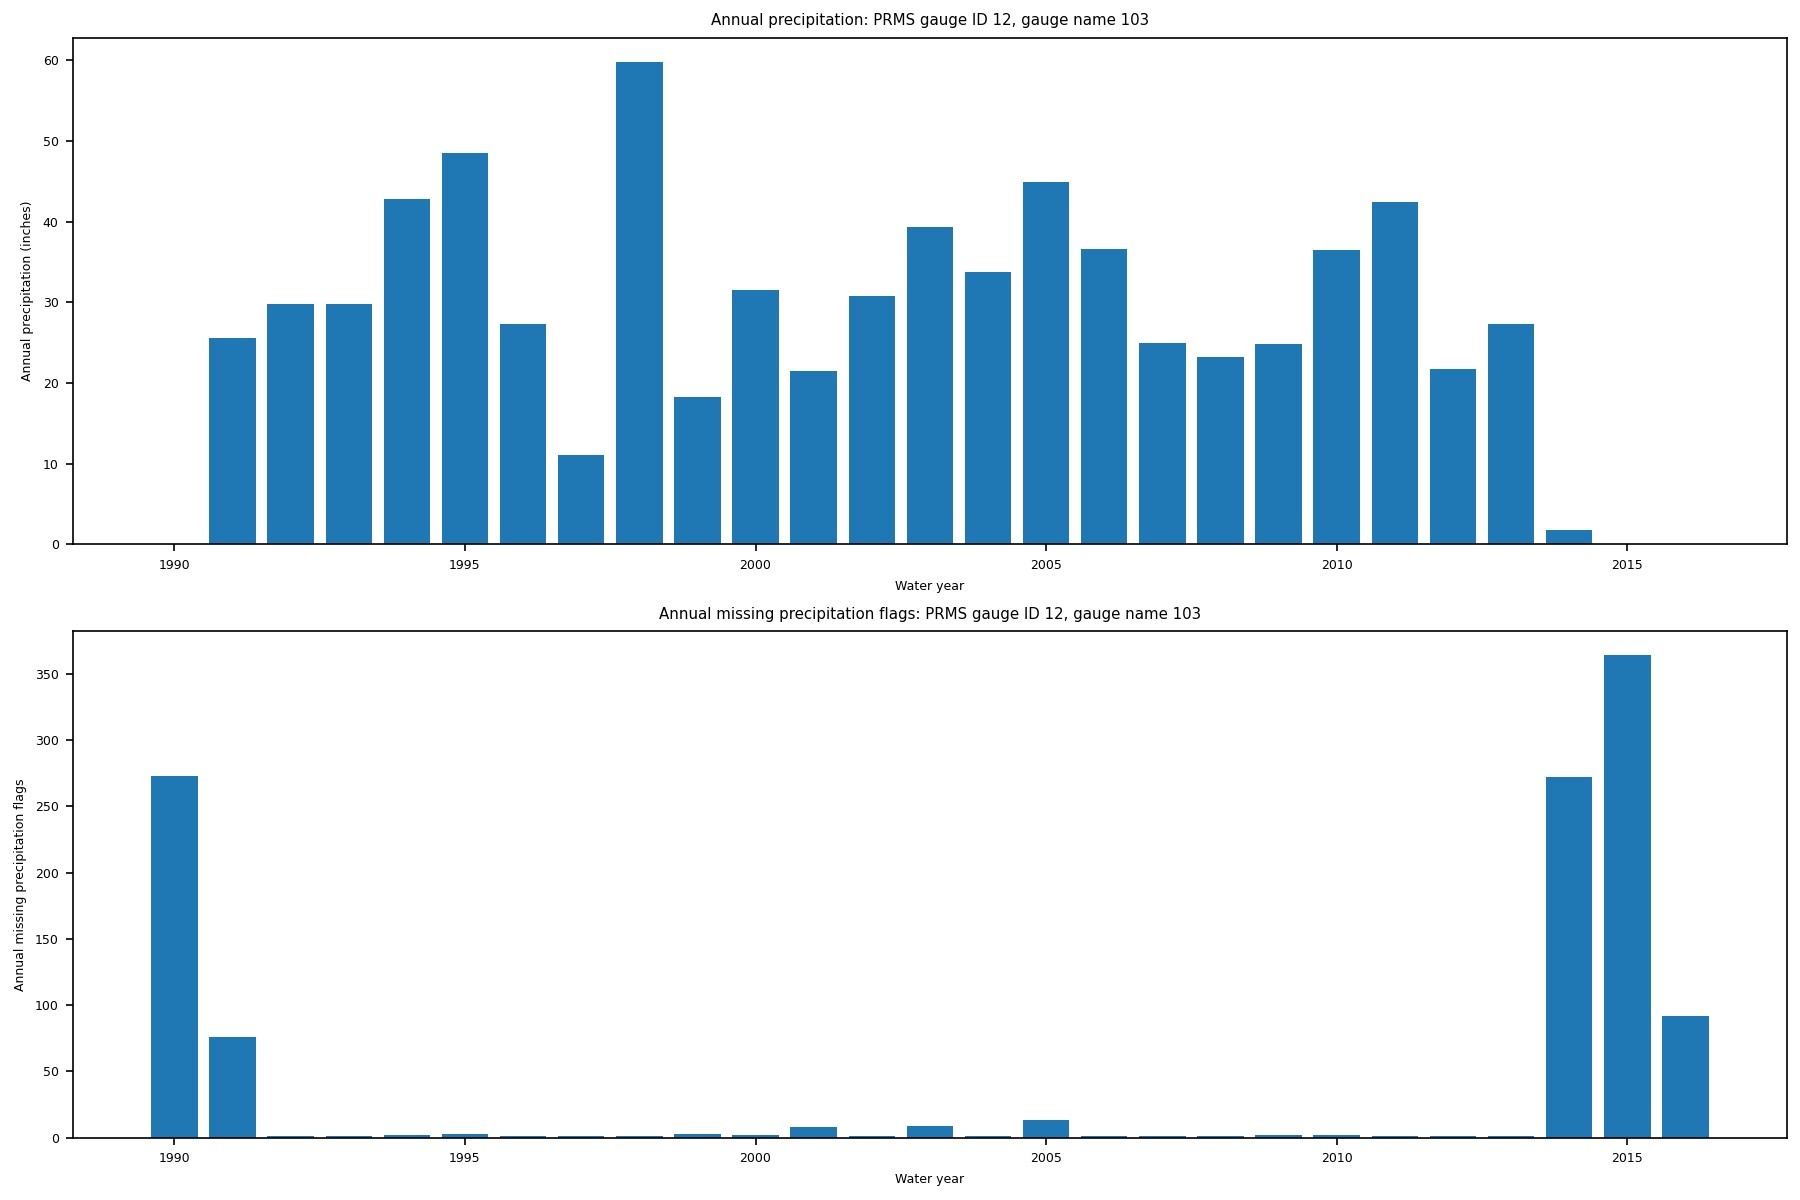 Annual precipitation: PRMS gauge ID 12, gauge name 103
Annual precipitation (inches)
60
50
40
30
20
10
0
1990 1995 2000 2005 2010 2015
Water year
Annual missing precipitation flags: PRMS gauge ID 12, gauge name 103
Annual missing precipitation flags
350
300
250
200
150
100
50
0
1990 1995 2000 2005 2010 2015
Water year